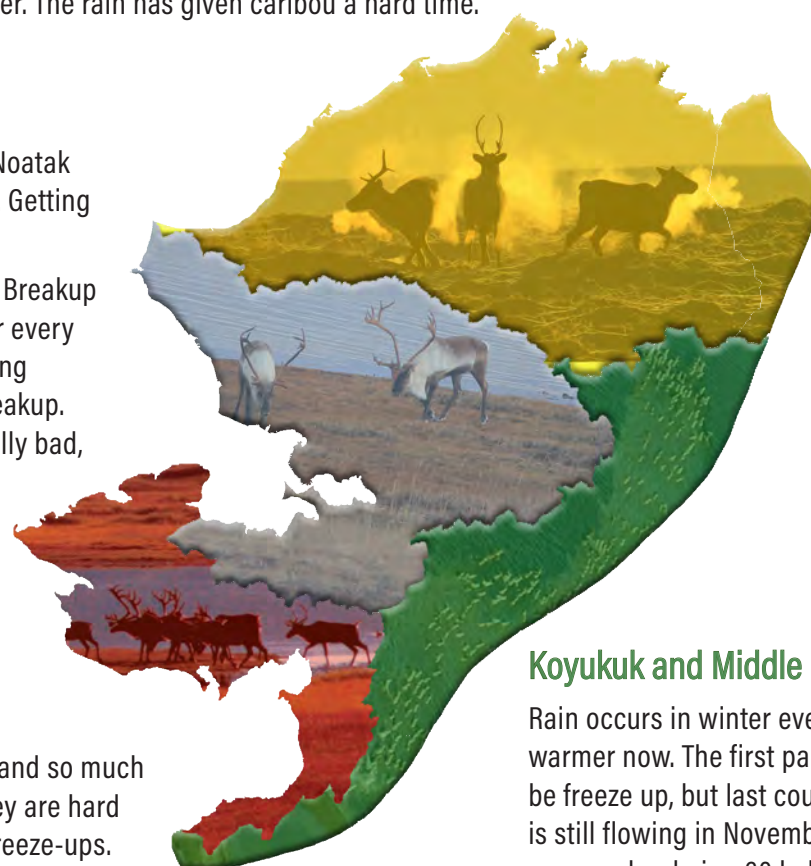 er. The rain has given caribou a hard time.
Noatak
Getting
Breakup
every
ng
eakup.
lly bad,
and so much
ey are hard
reeze-ups.
Koyukuk and Middle
Rain occurs in winter eve
warmer now. The first pa
be freeze up, but last cou
is still flowing in Novemb